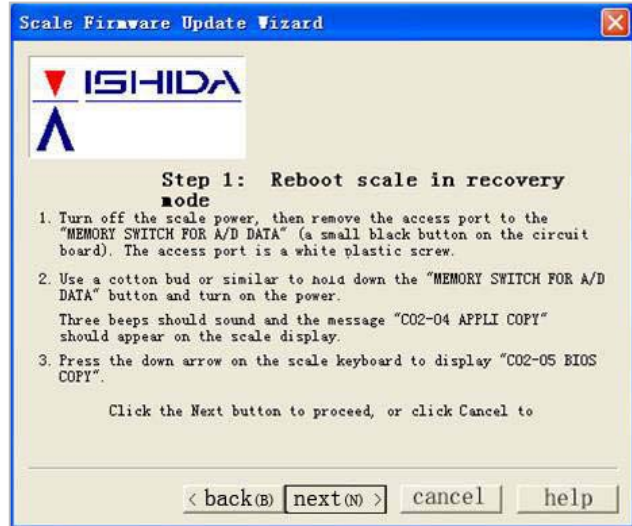 Scale Firmware Update Wizard
ISHIDA
Step 1: Reboot scale in recovery
mode
1. Turn off the scale power, then remove the access port to the
"MEMORY SWITCH FOR A/D DATA" (a small black button on the circuit
board). The access port is a white plastic screw.
2. Use a cotton bud or similar to hold down the "MEMORY SWITCH FOR A/D
DATA" button and turn on the power.
Three beeps should sound and the message "C02-04 APPLI COPY"
should appear on the scale display.
3. Press the down arrow on the scale keyboard to display "C02-05 BIOS
COPY".
Click the Next button to proceed, or click Cancel to
< back(B) next(N) > cancel help